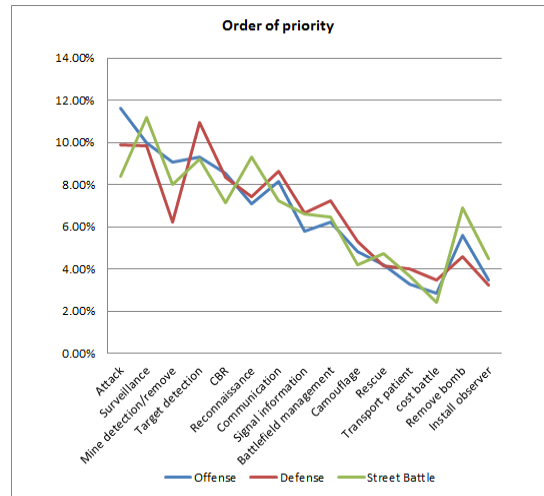 Order of priority
14.00%
12.00%
10.00%
8.00%
6.00%
4.00%
2.00%
0.00%
Attack
Surveillance
Mine detection/remove
Target detection
CBR
Reconnaissance
Communication
Signal information
Battlefield management
Camouflage
Rescue
Transport patient
cost battle
Remove bomb
Install observer
Offense Defense Street Battle